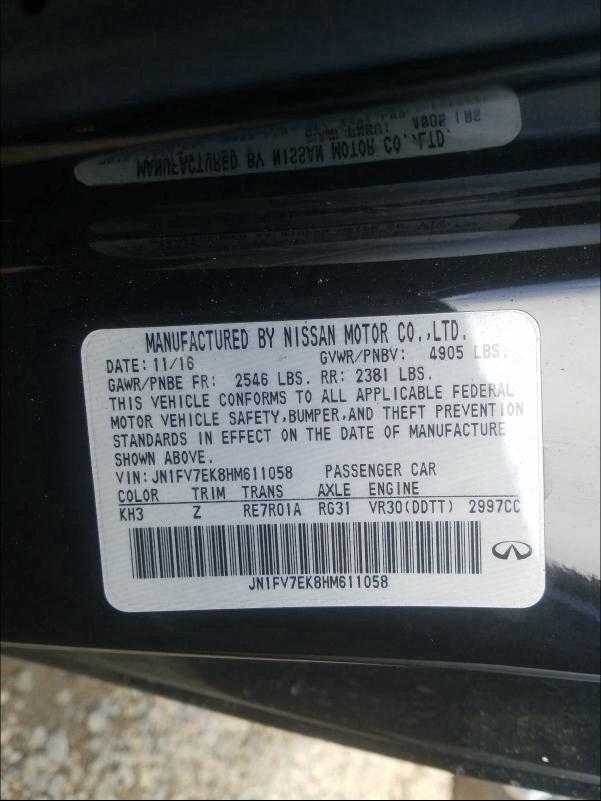 MANUFACTURED BY NISSAN MOTOR CO.,LTD.
DATE: 11/16 GVWR/PNBV: 4905 LBS.
GAWR/PNBE FR: 2546 LBS. RR: 2381 LBS.
THIS VEHICLE CONFORMS TO ALL APPLICABLE FEDERAL
MOTOR VEHICLE SAFETY, BUMPER, AND THEFT PREVENTION
STANDARDS IN EFFECT ON THE DATE OF MANUFACTURE
SHOWN ABOVE.
VIN: JN1FV7EK8HM611058 PASSENGER CAR
COLOR TRIM TRANS AXLE ENGINE
KH3 Z RE7R01A RG31 VR30(DDTT) 2997CC
JN1FV7EK8HM611058